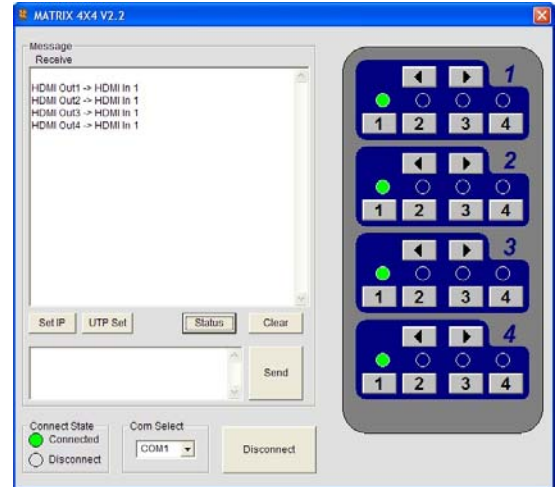 MATRIX 4X4 V2.2
Message
Receive
HDMI Out1 -> HDMI In 1
HDMI Out2 -> HDMI In 1
HDMI Out3 -> HDMI In 1
HDMI Out4 -> HDMI In 1
Set IP UTP Set Status Clear
Send
Connect State
Connected
Disconnect
Com Select
COM1
Disconnect
1
1 2 3 4
2
1 2 3 4
3
1 2 3 4
4
1 2 3 4